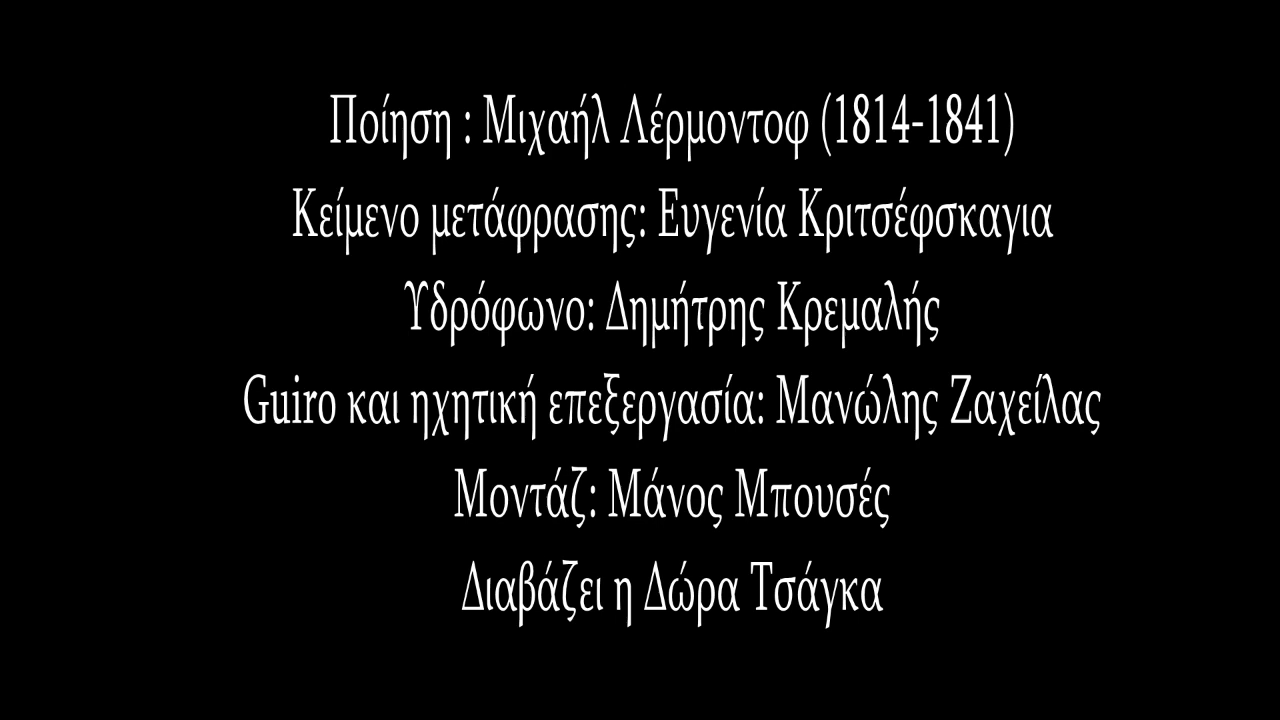 Ποίηση : Μιχαήλ Λέρμοντοφ (1814-1841)
Κείμενο μετάφρασης: Ευγενία Κριτσέφσκαγια
Υδρόφωνο: Δημήτρης Κρεμαλής
Guiro και ηχητική επεξεργασία: Μανώλης Ζαχείλας
Μοντάζ: Μάνος Μπουσές
Διαβάζει η Δώρα Τσάγκα